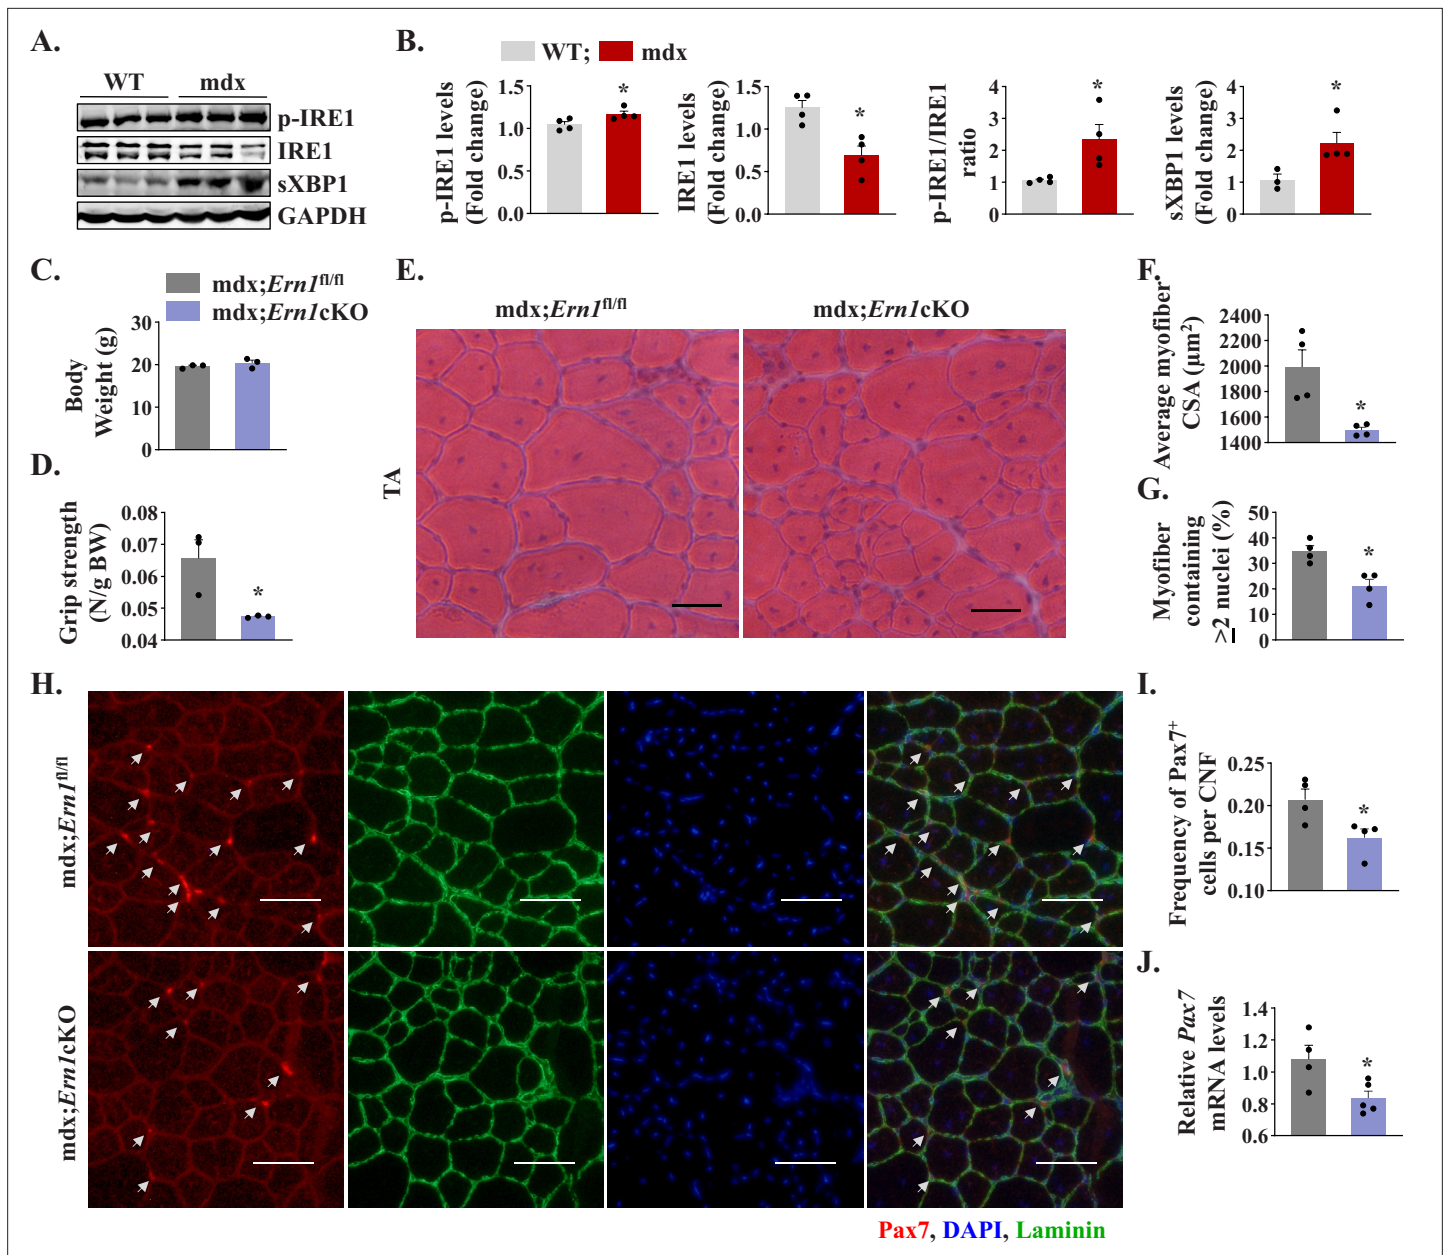 A.
WT mdx
p-IRE1
IRE1
sXBP1
GAPDH
B.
WT; mdx
p-IRE1 levels
(Fold change)
1.5
1.0
0.5
0.0
*
IRE1 levels
(Fold change)
1.5
1.0
0.5
0.0
*
p-IRE1/IRE1
ratio
4
3
2
1
0
*
sXBP1 levels
(Fold change)
4
3
2
1
0
*
C.
mdx;Ern1fl/fl
mdx;Ern1cKO
Body
Weight (g)
30
20
10
0
D.
Grip strength
(N/g BW)
0.08
0.07
0.06
0.05
0.04
*
E.
mdx;Ern1fl/fl
mdx;Ern1cKO
TA
F.
Average myofiber
CSA (µm²)
2400
2200
2000
1800
1600
1400
*
G.
Myofiber
containing
>2 nuclei (%)
50
40
30
20
10
0
*
H.
mdx;Ern1fl/fl
mdx;Ern1cKO
Pax7, DAPI, Laminin
I.
Frequency of Pax7⁺
cells per CNF
0.25
0.20
0.15
0.10
*
J.
Relative Pax7
mRNA levels
1.4
1.2
1.0
0.8
0.6
*